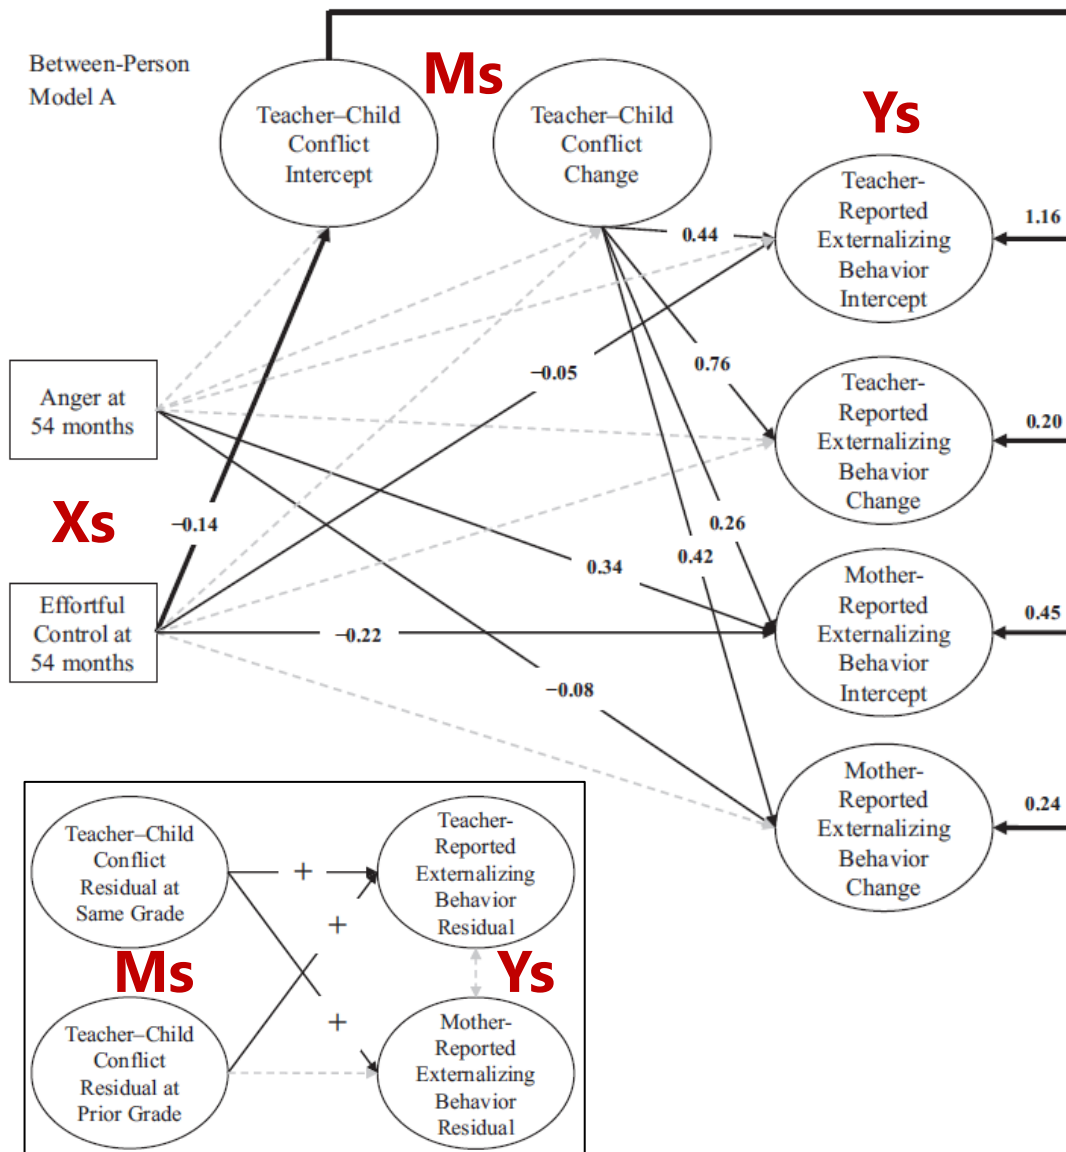 Between-Person
Model A
Ms
Ys
Teacher–Child
Conflict
Intercept
Teacher–Child
Conflict
Change
Teacher-
Reported
Externalizing
Behavior
Intercept
1.16
0.44
−0.05
0.76
Anger at
54 months
Teacher-
Reported
Externalizing
Behavior
Change
0.20
Xs
−0.14
0.26
0.42
0.34
Effortful
Control at
54 months
−0.22
Mother-
Reported
Externalizing
Behavior
Intercept
0.45
−0.08
Mother-
Reported
Externalizing
Behavior
Change
0.24
Teacher–Child
Conflict
Residual at
Same Grade
+
+
+
Teacher-
Reported
Externalizing
Behavior
Residual
Ms
Ys
Teacher–Child
Conflict
Residual at
Prior Grade
Mother-
Reported
Externalizing
Behavior
Residual